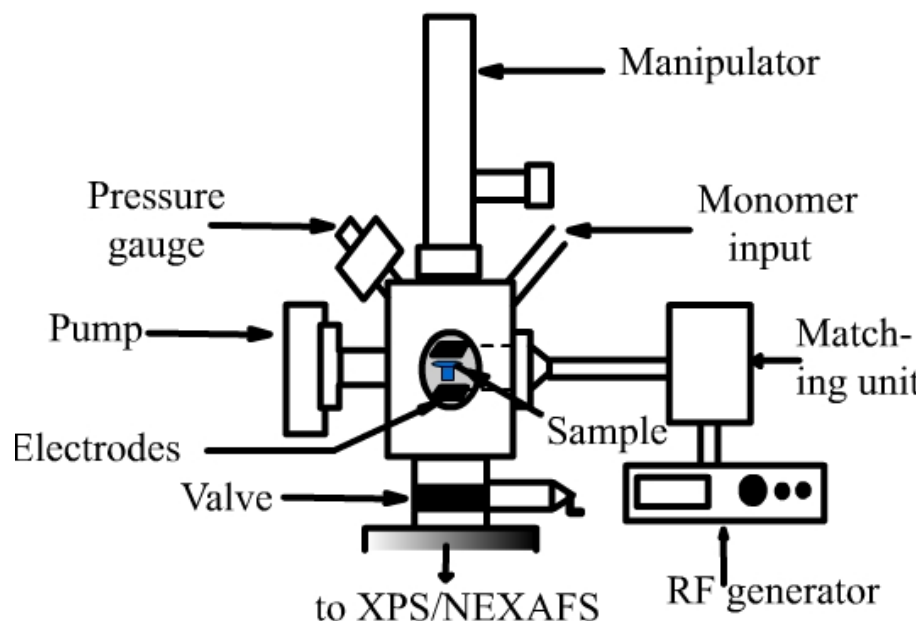 Manipulator
Pressure
gauge
Monomer
input
Pump
Match-
ing unit
Electrodes
Sample
Valve
to XPS/NEXAFS
RF generator